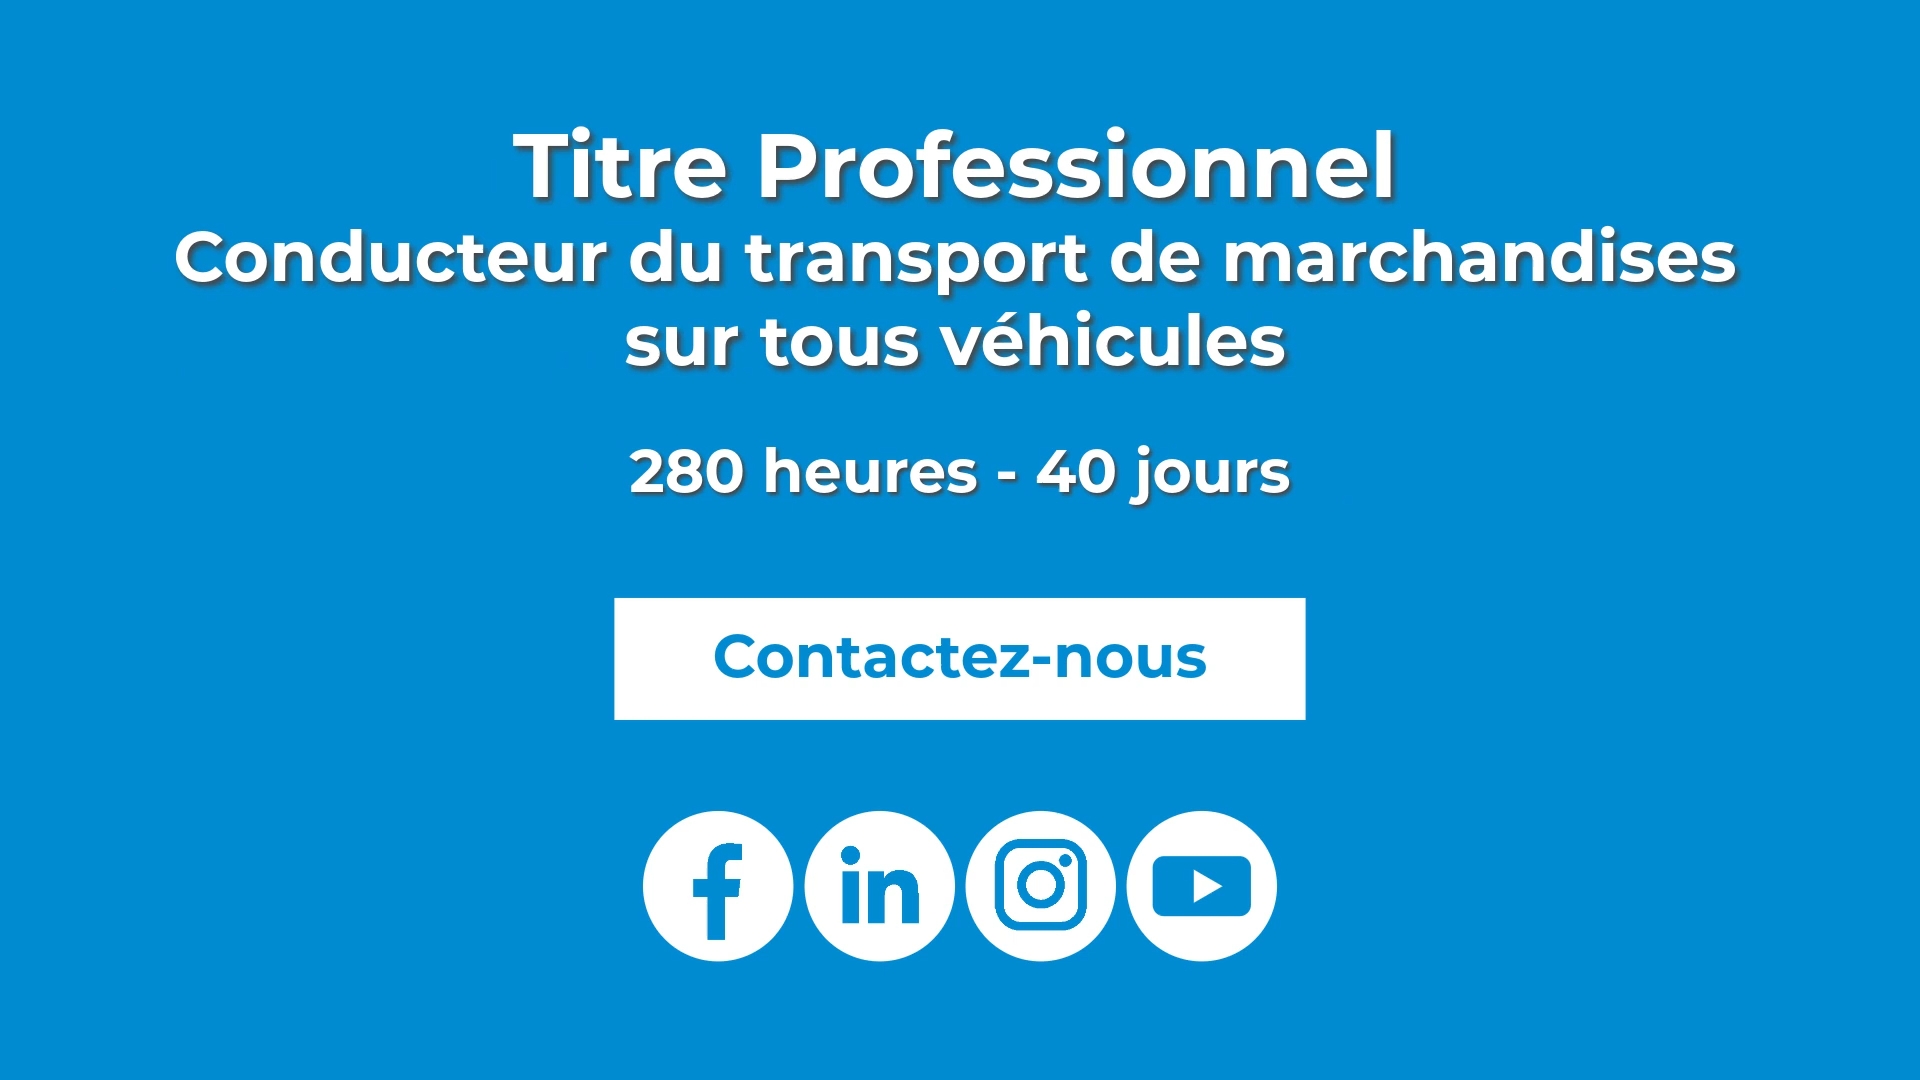 Titre Professionnel
Conducteur du transport de marchandises
sur tous véhicules
280 heures - 40 jours
Contactez-nous